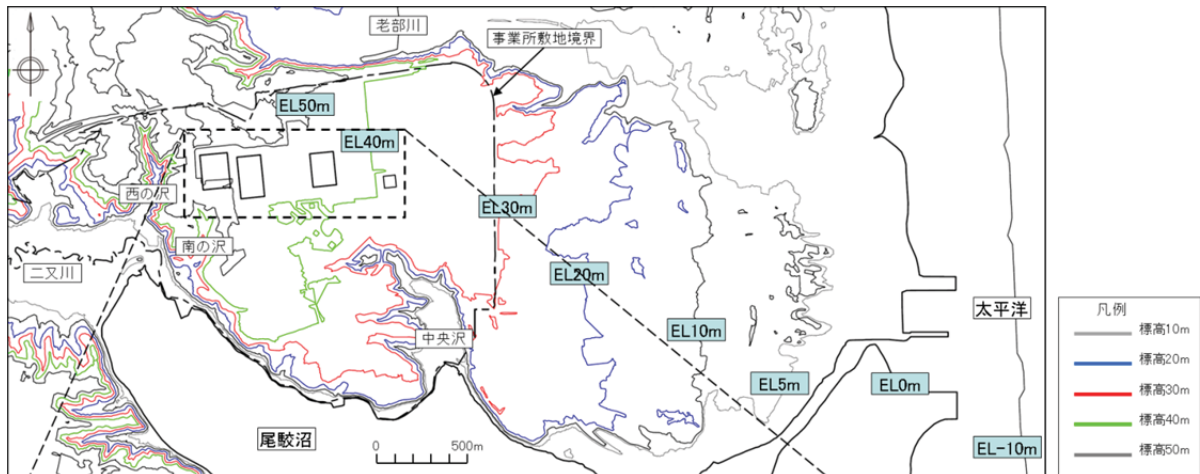 老部川
事業所敷地境界
EL50m
EL40m
西の沢
EL30m
南の沢
二又川
EL20m
太平洋
中央沢
EL10m
EL5m
EL0m
尾駮沼
0 500m
EL-10m
凡例
標高10m
標高20m
標高30m
標高40m
標高50m